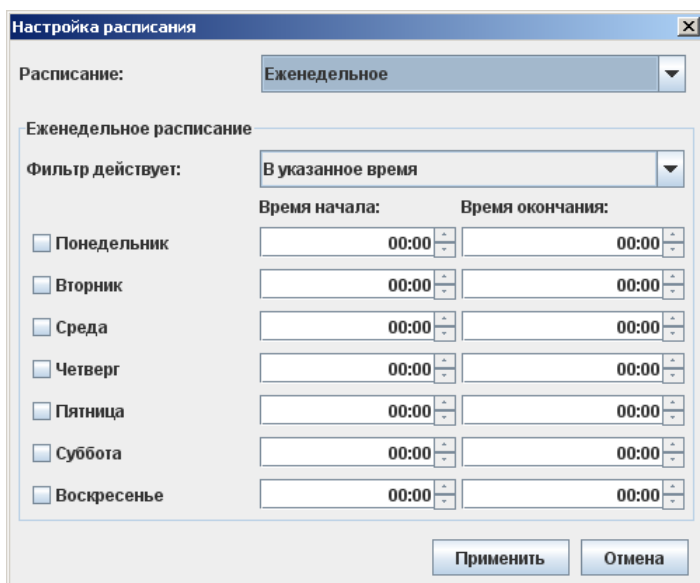 Настройка расписания
Расписание: Еженедельное
Еженедельное расписание
Фильтр действует: В указанное время
Время начала: Время окончания:
Понедельник 00:00 00:00
Вторник 00:00 00:00
Среда 00:00 00:00
Четверг 00:00 00:00
Пятница 00:00 00:00
Суббота 00:00 00:00
Воскресенье 00:00 00:00
Применить Отмена